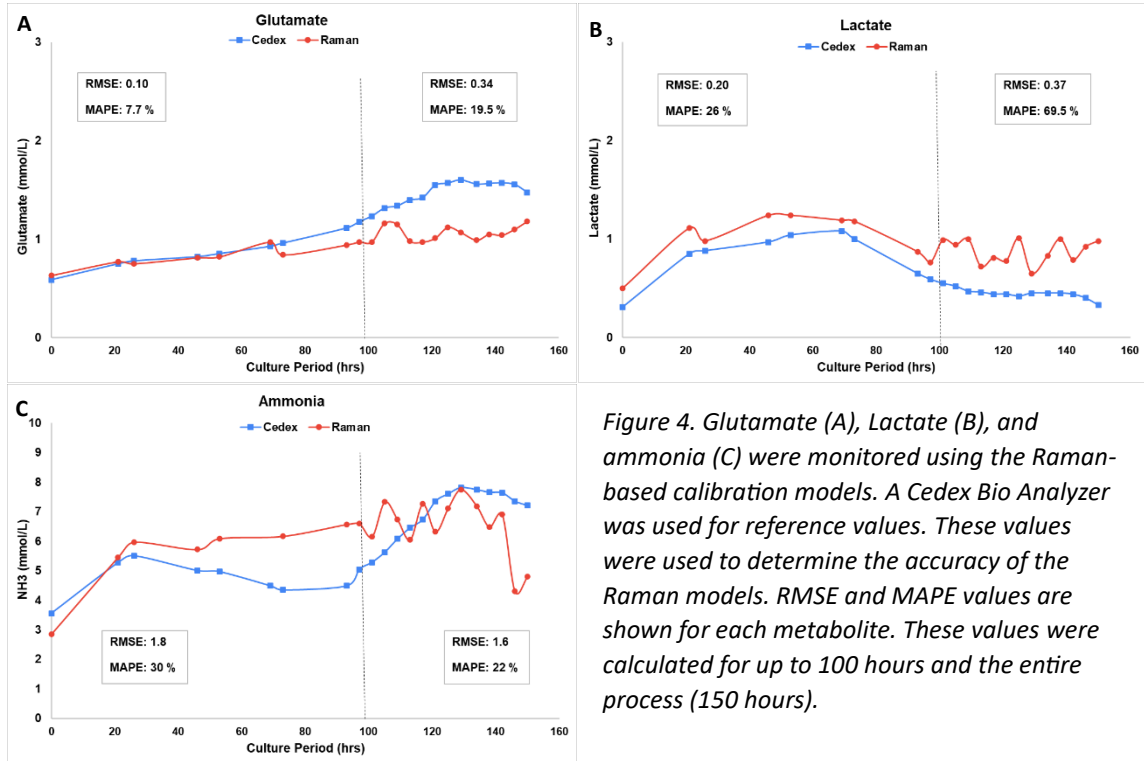 A
Glutamate
Cedex Raman
RMSE: 0.10
MAPE: 7.7 %
RMSE: 0.34
MAPE: 19.5 %
Glutamate (mmol/L)
3
2
1
0
0 20 40 60 80 100 120 140 160
Culture Period (hrs)
B
Lactate
Cedex Raman
RMSE: 0.20
MAPE: 26 %
RMSE: 0.37
MAPE: 69.5 %
Lactate (mmol/L)
3
2
1
0
0 20 40 60 80 100 120 140 160
Culture Period (hrs)
C
Ammonia
Cedex Raman
NH3 (mmol/L)
10
9
8
7
6
5
4
3
2
1
0
RMSE: 1.8
MAPE: 30 %
RMSE: 1.6
MAPE: 22 %
0 20 40 60 80 100 120 140 160
Culture Period (hrs)
Figure 4. Glutamate (A), Lactate (B), and
ammonia (C) were monitored using the Raman-
based calibration models. A Cedex Bio Analyzer
was used for reference values. These values
were used to determine the accuracy of the
Raman models. RMSE and MAPE values are
shown for each metabolite. These values were
calculated for up to 100 hours and the entire
process (150 hours).